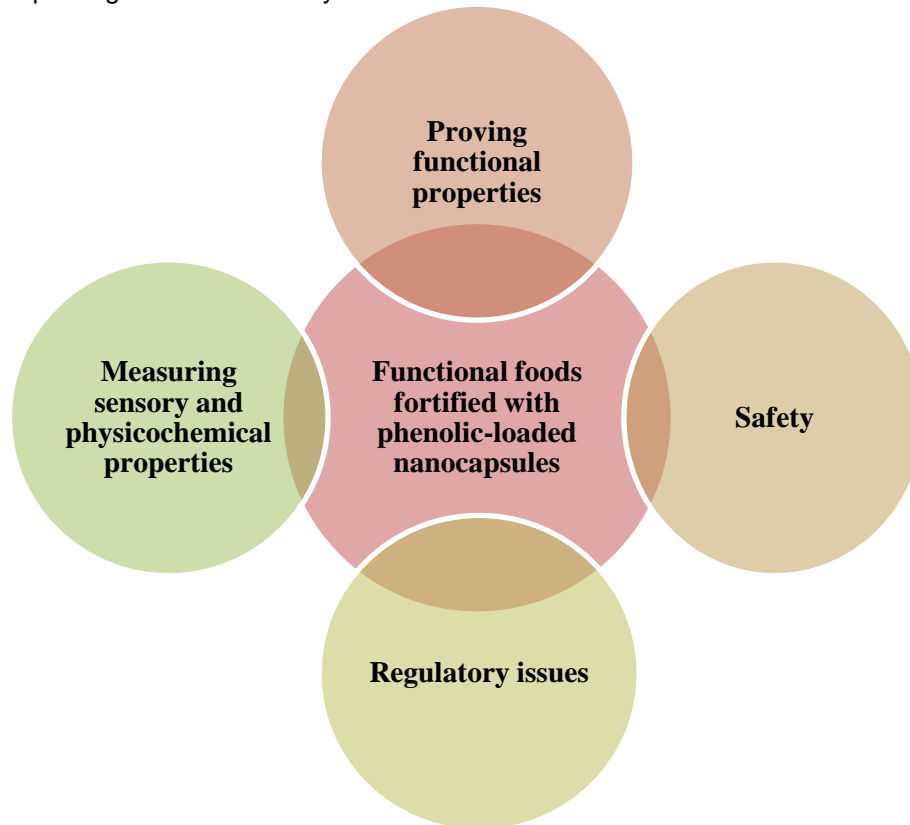 Proving
functional
properties
Measuring
sensory and
physicochemical
properties
Functional foods
fortified with
phenolic-loaded
nanocapsules
Safety
Regulatory issues